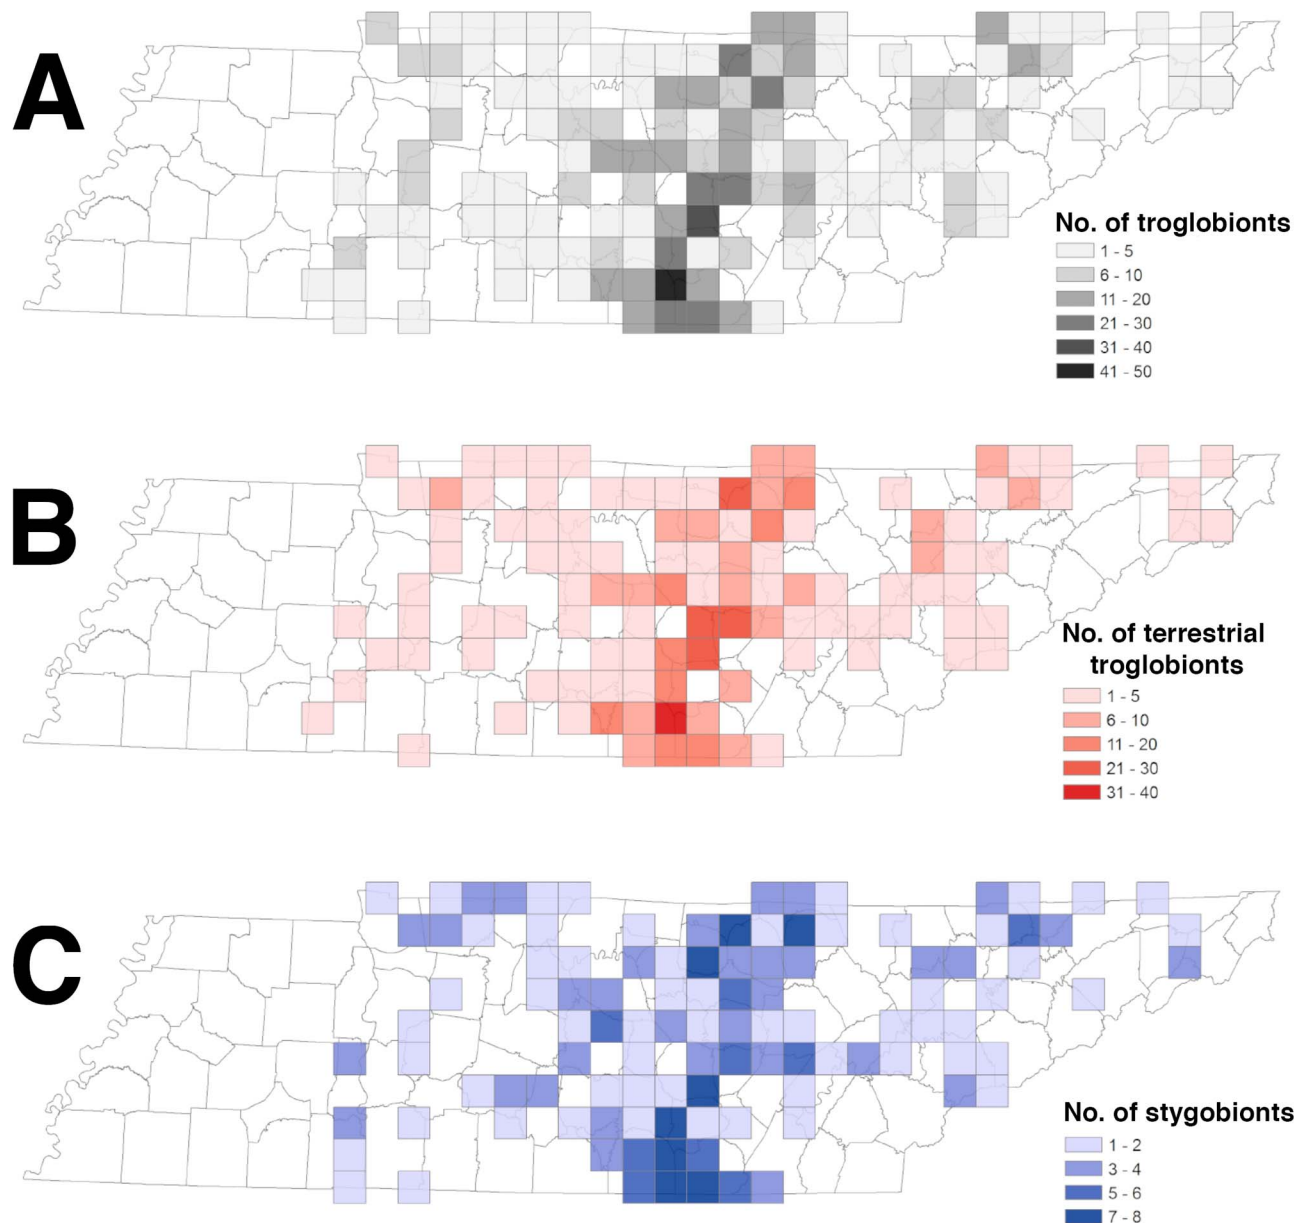 A
No. of troglobionts
1 - 5
6 - 10
11 - 20
21 - 30
31 - 40
41 - 50
B
No. of terrestrial
troglobionts
1 - 5
6 - 10
11 - 20
21 - 30
31 - 40
C
No. of stygobionts
1 - 2
3 - 4
5 - 6
7 - 8